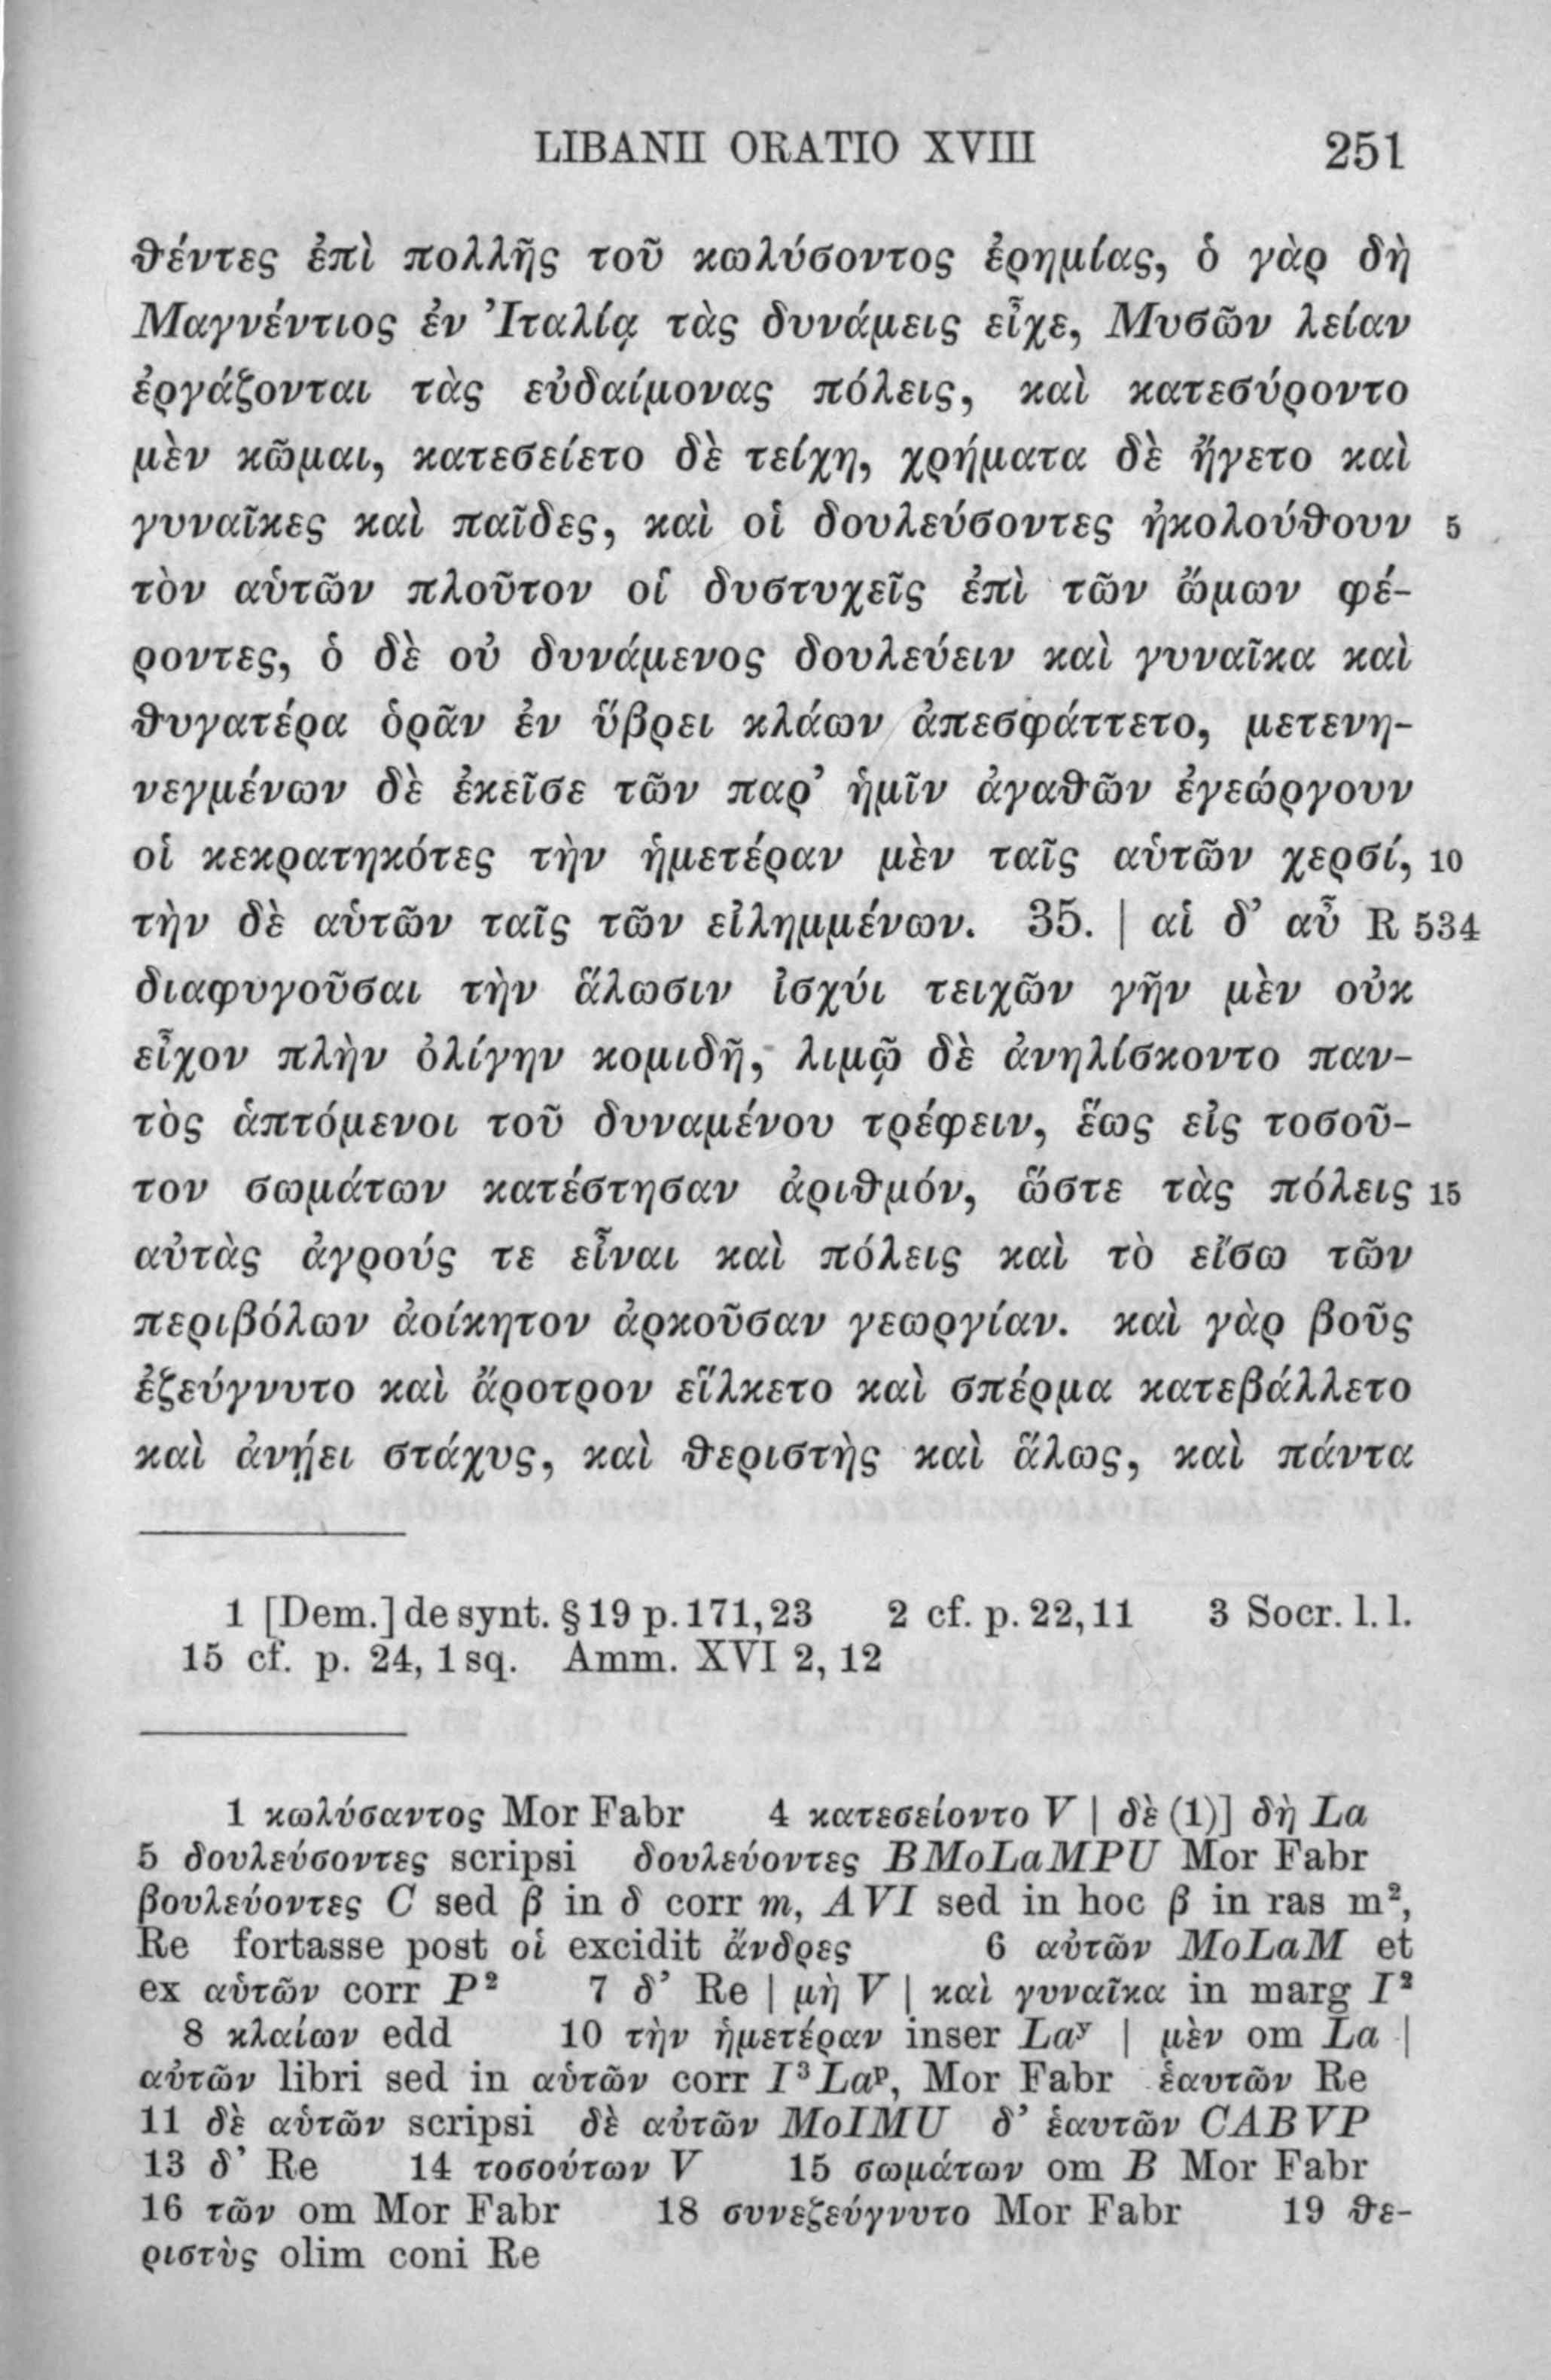 LIBANII ORATIO XVIII 251
θέντες ἐπὶ πολλῆς τοῦ κωλύσοντος ἐρημίας, ὁ γὰρ δὴ
Μαγνέντιος ἐν Ἰταλίᾳ τὰς δυνάμεις εἶχε, Μυσῶν λείαν
ἐργάζονται τὰς εὐδαίμονας πόλεις, καὶ κατεσύροντο
μὲν κῶμαι, κατεσείετο δὲ τείχη, χρήματα δὲ ἤγετο καὶ
γυναῖκες καὶ παῖδες, καὶ οἱ δουλεύσοντες ἠκολούθουν 5
τὸν αὑτῶν πλοῦτον οἱ δυστυχεῖς ἐπὶ τῶν ὤμων φέ-
ροντες, ὁ δὲ οὐ δυνάμενος δουλεύειν καὶ γυναῖκα καὶ
θυγατέρα ὁρᾶν ἐν ὕβρει κλάων ἀπεσφάττετο, μετενη-
νεγμένων δὲ ἐκεῖσε τῶν παρ’ ἡμῖν ἀγαθῶν ἐγεώργουν
οἱ κεκρατηκότες τὴν ἡμετέραν μὲν ταῖς αὑτῶν χερσί, 10
τὴν δὲ αὑτῶν ταῖς τῶν εἰλημμένων. 35. | αἱ δ’ αὖ R 534
διαφυγοῦσαι τὴν ἅλωσιν ἰσχύι τειχῶν γῆν μὲν οὐκ
εἶχον πλὴν ὀλίγην κομιδῇ, λιμῷ δὲ ἀνηλίσκοντο παν-
τὸς ἁπτόμενοι τοῦ δυναμένου τρέφειν, ἕως εἰς τοσοῦ-
τον σωμάτων κατέστησαν ἀριθμόν, ὥστε τὰς πόλεις 15
αὐτὰς ἀγρούς τε εἶναι καὶ πόλεις καὶ τὸ εἴσω τῶν
περιβόλων ἀοίκητον ἀρκοῦσαν γεωργίαν. καὶ γὰρ βοῦς
ἐζεύγνυτο καὶ ἄροτρον εἵλκετο καὶ σπέρμα κατεβάλλετο
καὶ ἀνῄει στάχυς, καὶ θεριστὴς καὶ ἅλως, καὶ πάντα
1 [Dem.] de synt. § 19 p. 171, 23 2 cf. p. 22, 11 3 Socr. l. l.
15 cf. p. 24, 1 sq. Amm. XVI 2, 12
1 κωλύσαντος Mor Fabr 4 κατεσείοντο V | δὲ (1)] δὴ La
5 δουλεύσοντες scripsi δουλεύοντες BMoLaMPU Mor Fabr
βουλεύοντες C sed β in δ corr m, AVI sed in hoc β in ras m²,
Re fortasse post οἱ excidit ἄνδρες 6 αὐτῶν MoLaM et
ex αὑτῶν corr P² 7 δ’ Re | μὴ V | καὶ γυναῖκα in marg I²
8 κλαίων edd 10 τὴν ἡμετέραν inser Laʸ | μὲν om La |
αὐτῶν libri sed in αὑτῶν corr I³Laᵖ, Mor Fabr ἑαυτῶν Re
11 δὲ αὑτῶν scripsi δὲ αὐτῶν MoIMU δ’ ἑαυτῶν CABVP
13 δ’ Re 14 τοσούτων V 15 σωμάτων om B Mor Fabr
16 τῶν om Mor Fabr 18 συνεζεύγνυτο Mor Fabr 19 θε-
ριστὺς olim coni Re